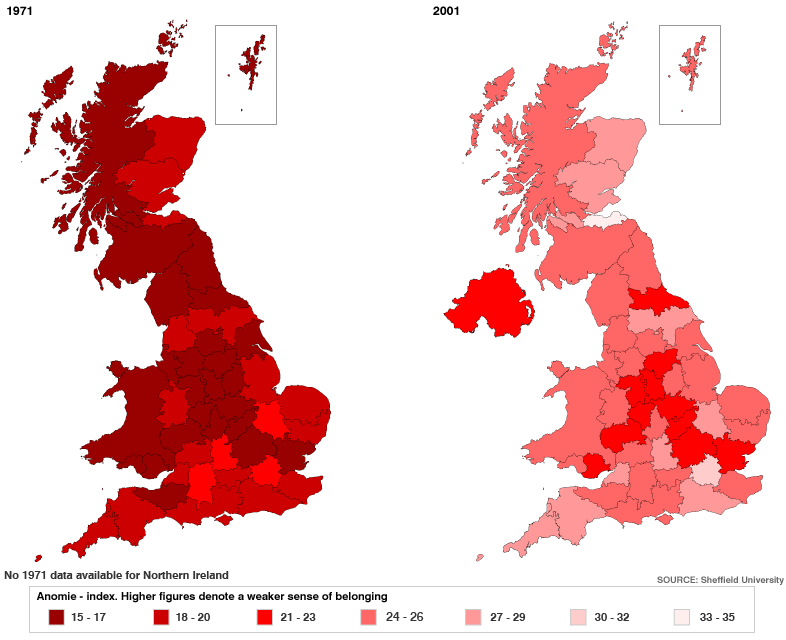 1971
2001
No 1971 data available for Northern Ireland
SOURCE: Sheffield University
Anomie - index. Higher figures denote a weaker sense of belonging
15 - 17
18 - 20
21 - 23
24 - 26
27 - 29
30 - 32
33 - 35